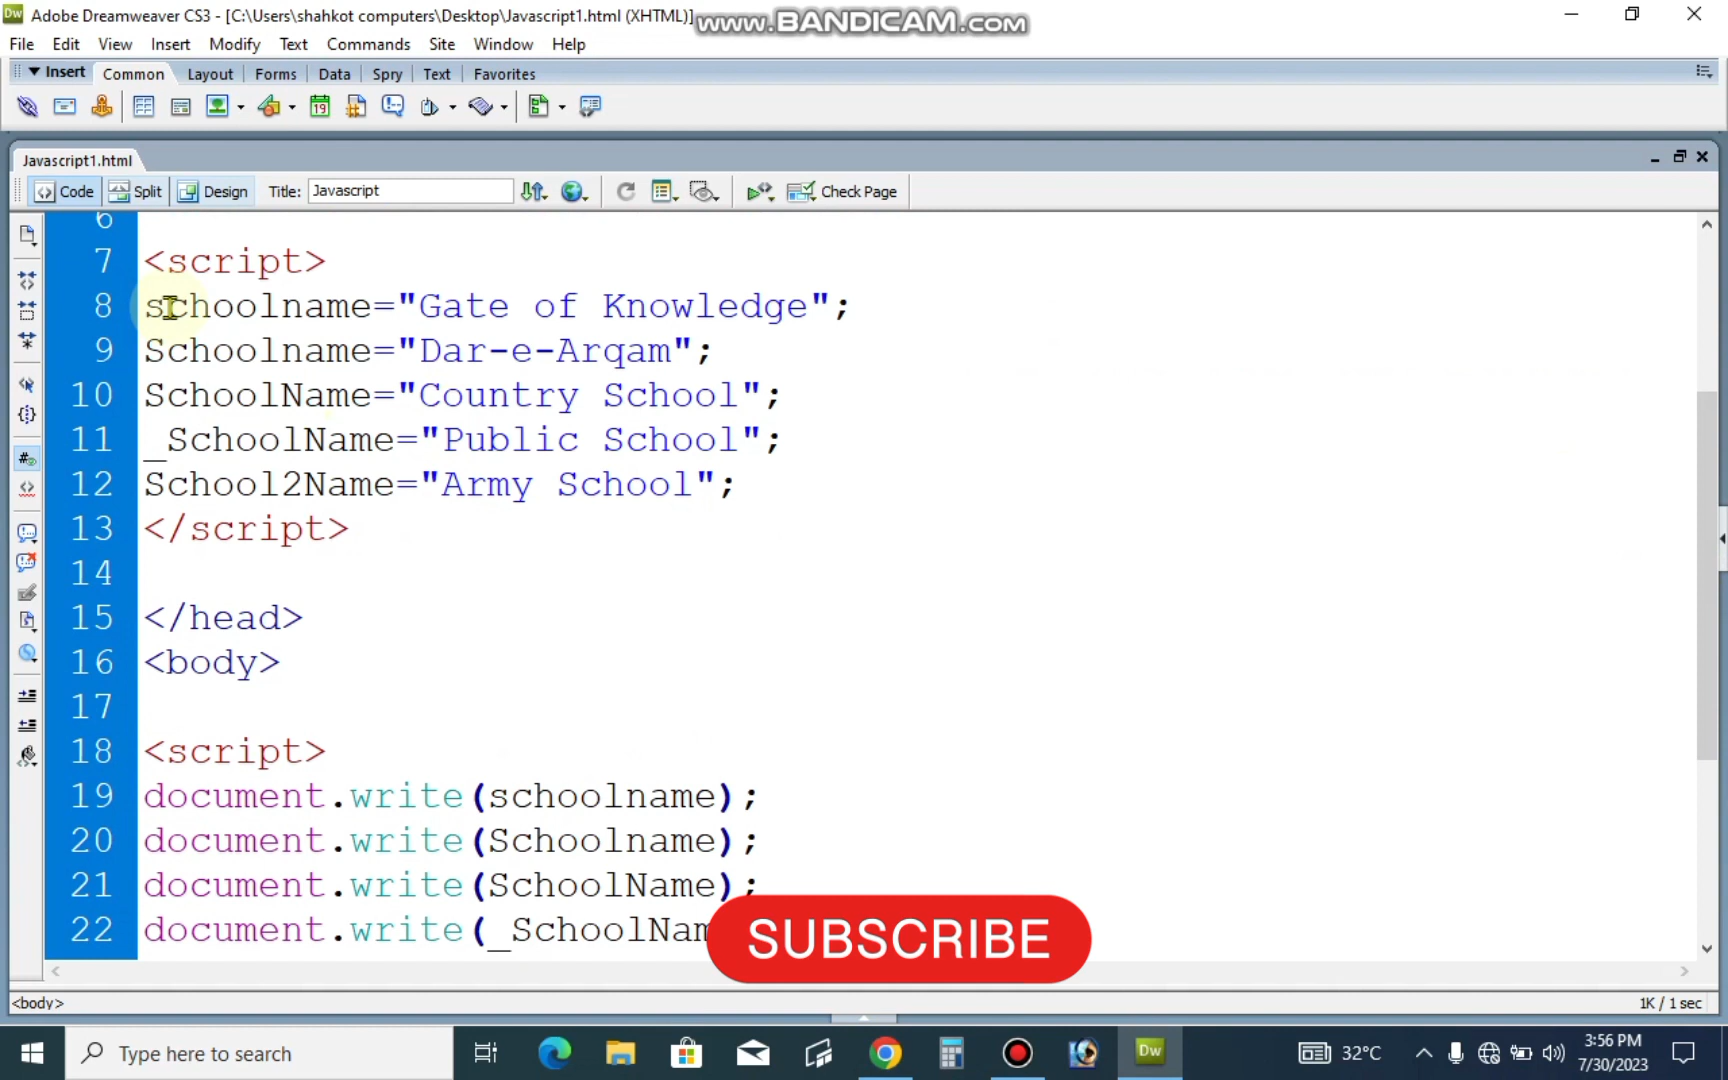 Dw Adobe Dreamweaver CS3 - [C:\Users\shahkot computers\Desktop\Javascript1.html (XHTML)]
www.BANDICAM.com
File Edit View Insert Modify Text Commands Site Window Help
Insert Common Layout Forms Data Spry Text Favorites
19
Javascript1.html
Code Split Design Title: Javascript Check Page
6
7 <script>
8 schoolname="Gate of Knowledge";
9 Schoolname="Dar-e-Arqam";
10 SchoolName="Country School";
11 _SchoolName="Public School";
12 School2Name="Army School";
13 </script>
14
15 </head>
16 <body>
17
18 <script>
19 document.write(schoolname);
20 document.write(Schoolname);
21 document.write(SchoolName);
22 document.write(_SchoolNam
SUBSCRIBE
<body> 1K / 1 sec
Type here to search Dw 32°C 3:56 PM
7/30/2023